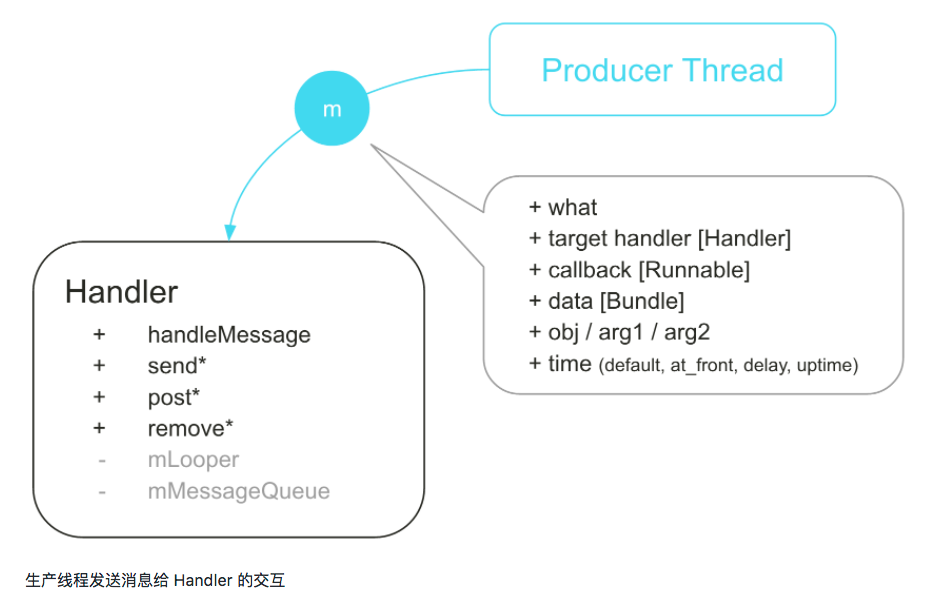 Producer Thread
m
+ what
+ target handler [Handler]
+ callback [Runnable]
+ data [Bundle]
+ obj / arg1 / arg2
+ time (default, at_front, delay, uptime)
Handler
+ handleMessage
+ send*
+ post*
+ remove*
- mLooper
- mMessageQueue
生产线程发送消息给 Handler 的交互